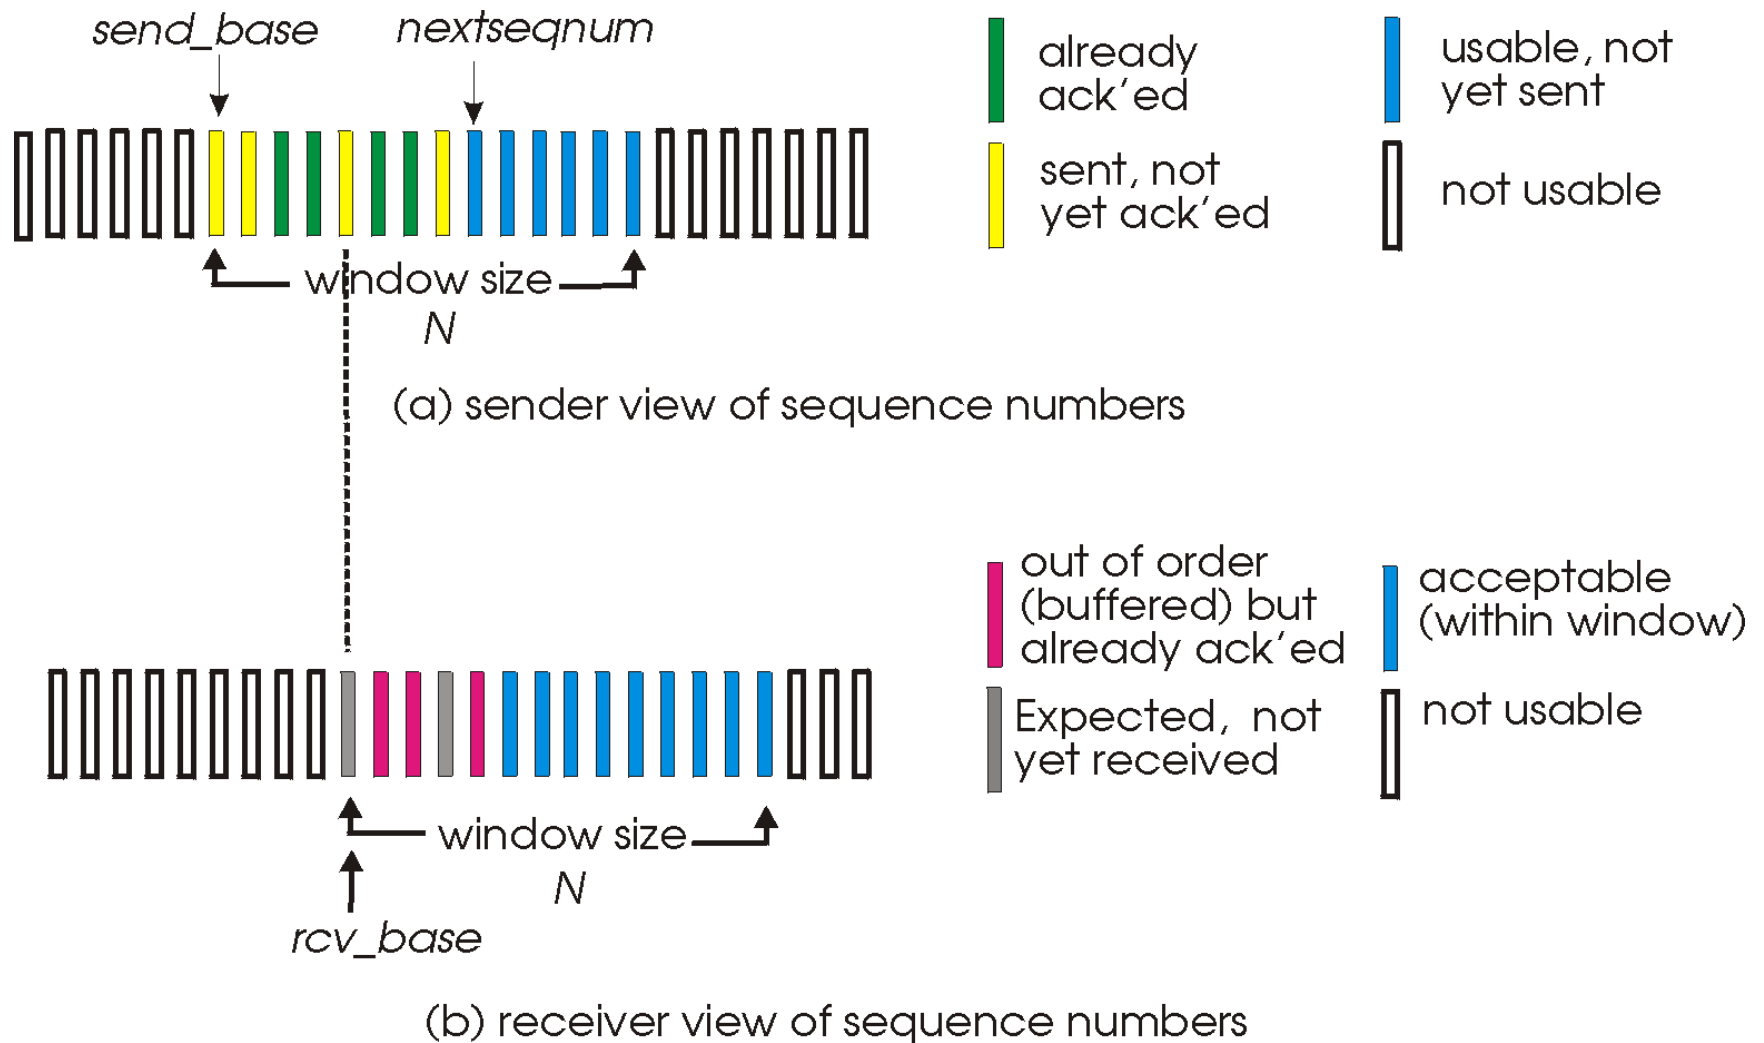 send_base
nextseqnum
already
ack'ed
usable, not
yet sent
sent, not
yet ack'ed
not usable
window size
N
(a) sender view of sequence numbers
out of order
(buffered) but
already ack'ed
acceptable
(within window)
Expected, not
yet received
not usable
window size
N
rcv_base
(b) receiver view of sequence numbers